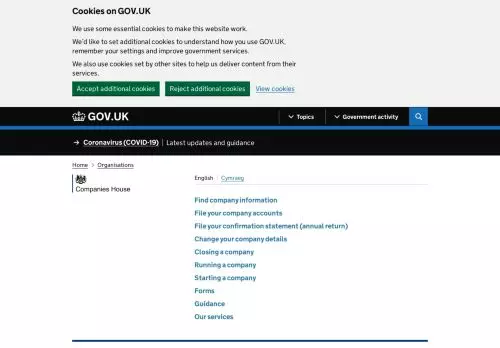 Cookies on GOV.UK
We use some essential cookies to make this website work.
We'd like to set additional cookies to understand how you use GOV.UK,
remember your settings and improve government services.
We also use cookies set by other sites to help us deliver content from their
services.
Accept additional cookies Reject additional cookies View cookies
GOV.UK Topics Government activity
→ Coronavirus (COVID-19) Latest updates and guidance
Home > Organisations
English Cymraeg
Companies House
Find company information
File your company accounts
File your confirmation statement (annual return)
Change your company details
Closing a company
Running a company
Starting a company
Forms
Guidance
Our services